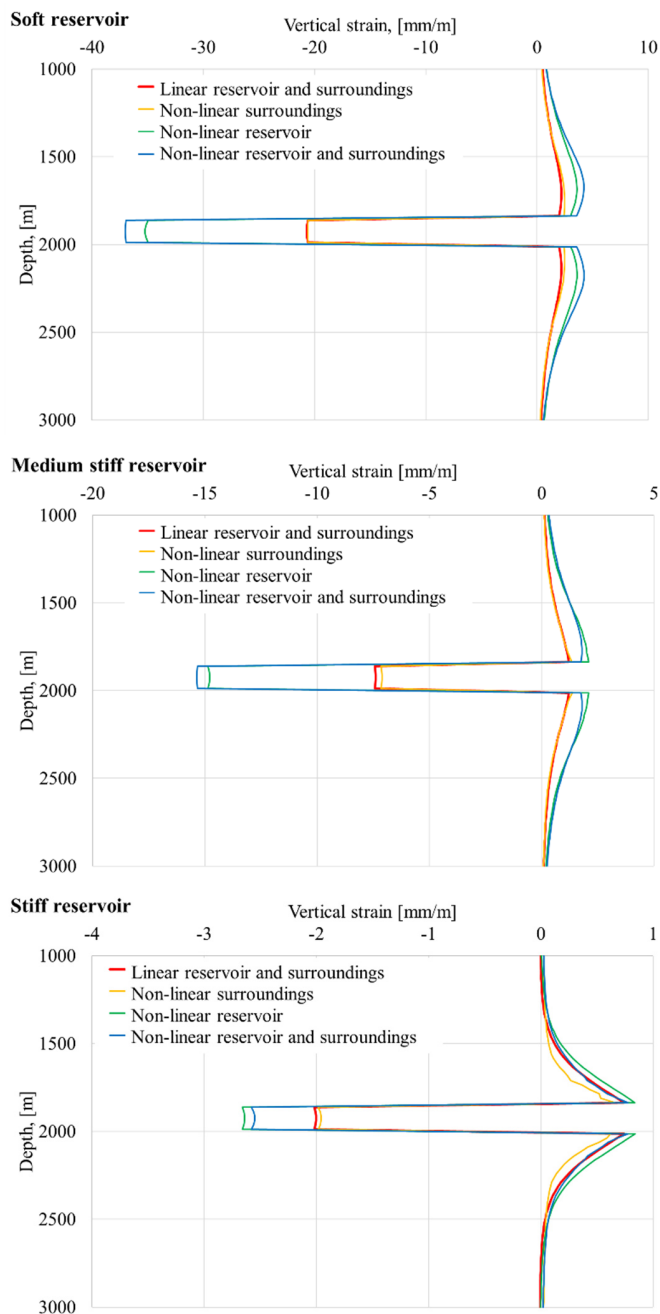 Soft reservoir
Vertical strain, [mm/m]
-40 -30 -20 -10 0 10
1000
1500
2000
2500
3000
Depth, [m]
Linear reservoir and surroundings
Non-linear surroundings
Non-linear reservoir
Non-linear reservoir and surroundings
Medium stiff reservoir
Vertical strain [mm/m]
-20 -15 -10 -5 0 5
1000
1500
2000
2500
3000
Depth, [m]
Linear reservoir and surroundings
Non-linear surroundings
Non-linear reservoir
Non-linear reservoir and surroundings
Stiff reservoir
Vertical strain [mm/m]
-4 -3 -2 -1 0 1
1000
1500
2000
2500
3000
Depth, [m]
Linear reservoir and surroundings
Non-linear surroundings
Non-linear reservoir
Non-linear reservoir and surroundings